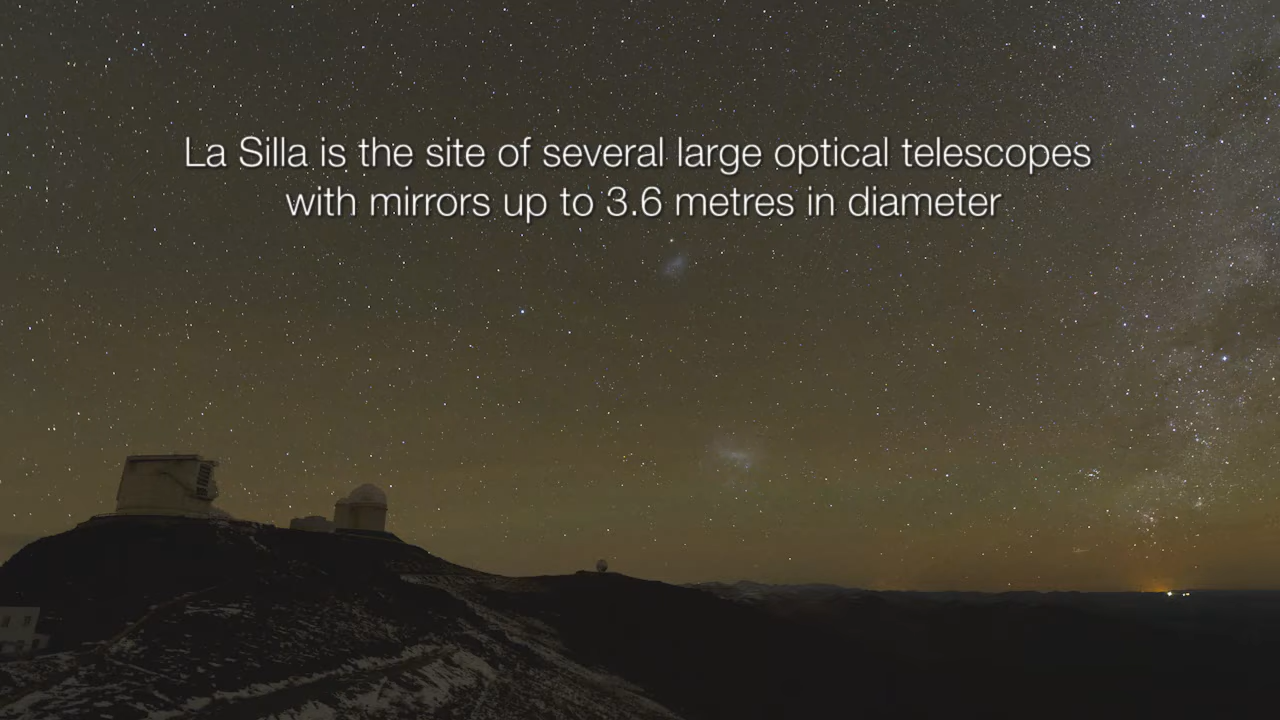 La Silla is the site of several large optical telescopes
with mirrors up to 3.6 metres in diameter